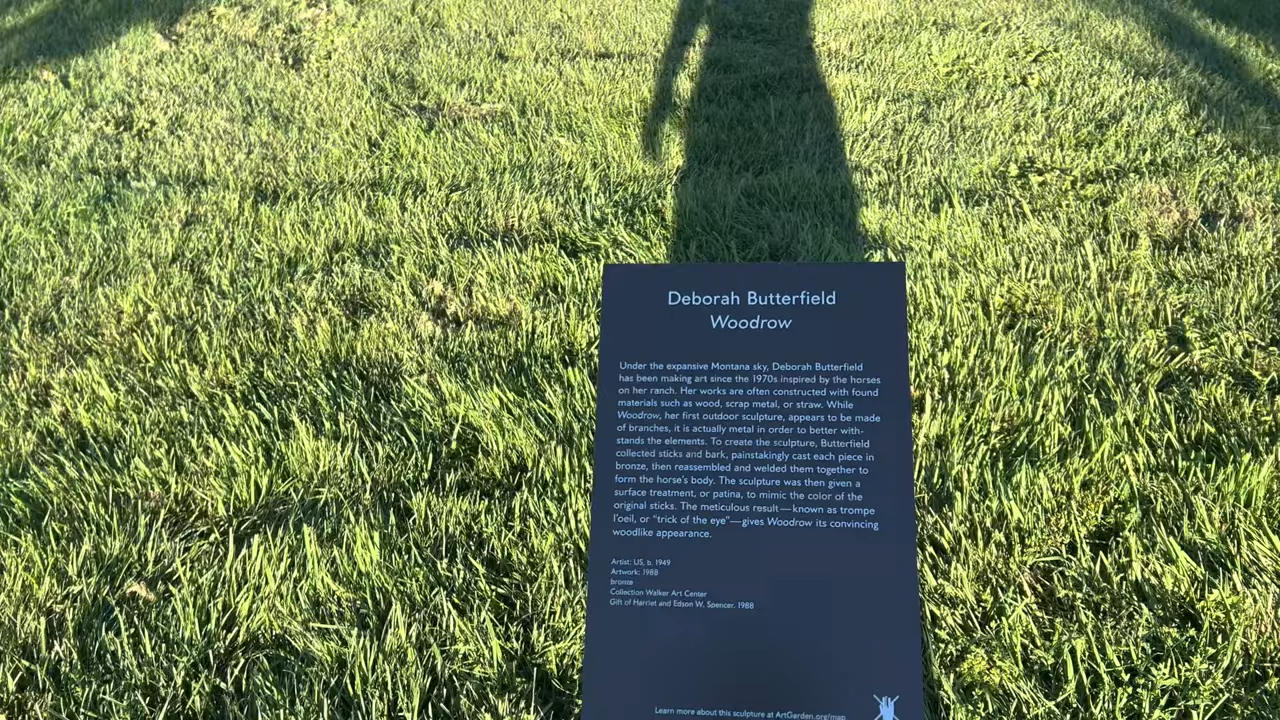 Deborah Butterfield
Woodrow
Under the expansive Montana sky, Deborah Butterfield
has been making art since the 1970s inspired by the horses
on her ranch. Her works are often constructed with found
materials such as wood, scrap metal, or straw. While
Woodrow, her first outdoor sculpture, appears to be made
of branches, it is actually metal in order to better with-
stands the elements. To create the sculpture, Butterfield
collected sticks and bark, painstakingly cast each piece in
bronze, then reassembled and welded them together to
form the horse's body. The sculpture was then given a
surface treatment, or patina, to mimic the color of the
original sticks. The meticulous result—known as trompe
l'oeil, or “trick of the eye”—gives Woodrow its convincing
woodlike appearance.
Artist: US, b. 1949
Artwork: 1988
bronze
Collection Walker Art Center
Gift of Harriet and Edson W. Spencer, 1988
Learn more about this sculpture at ArtGarden.org/map